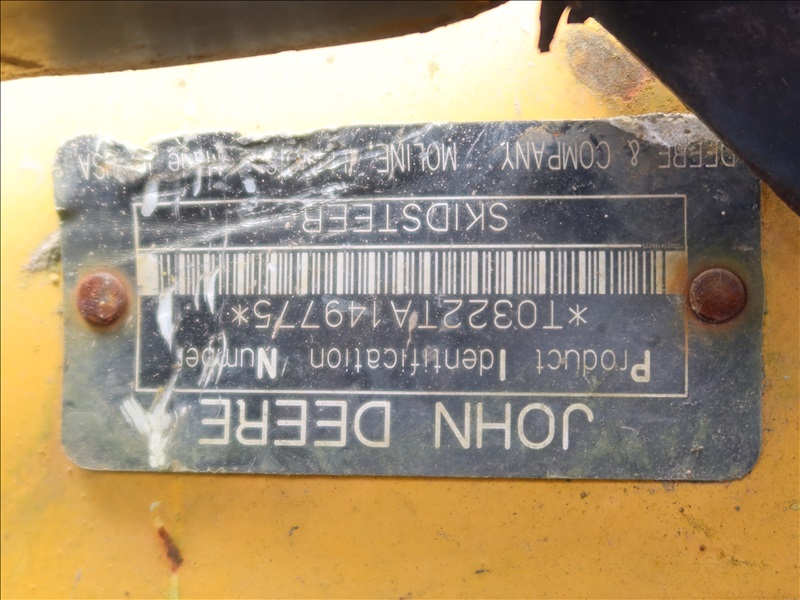 JOHN DEERE
Product Identification Number
*T0322TA149775*
SKIDSTEER
DEERE & COMPANY MOLINE,